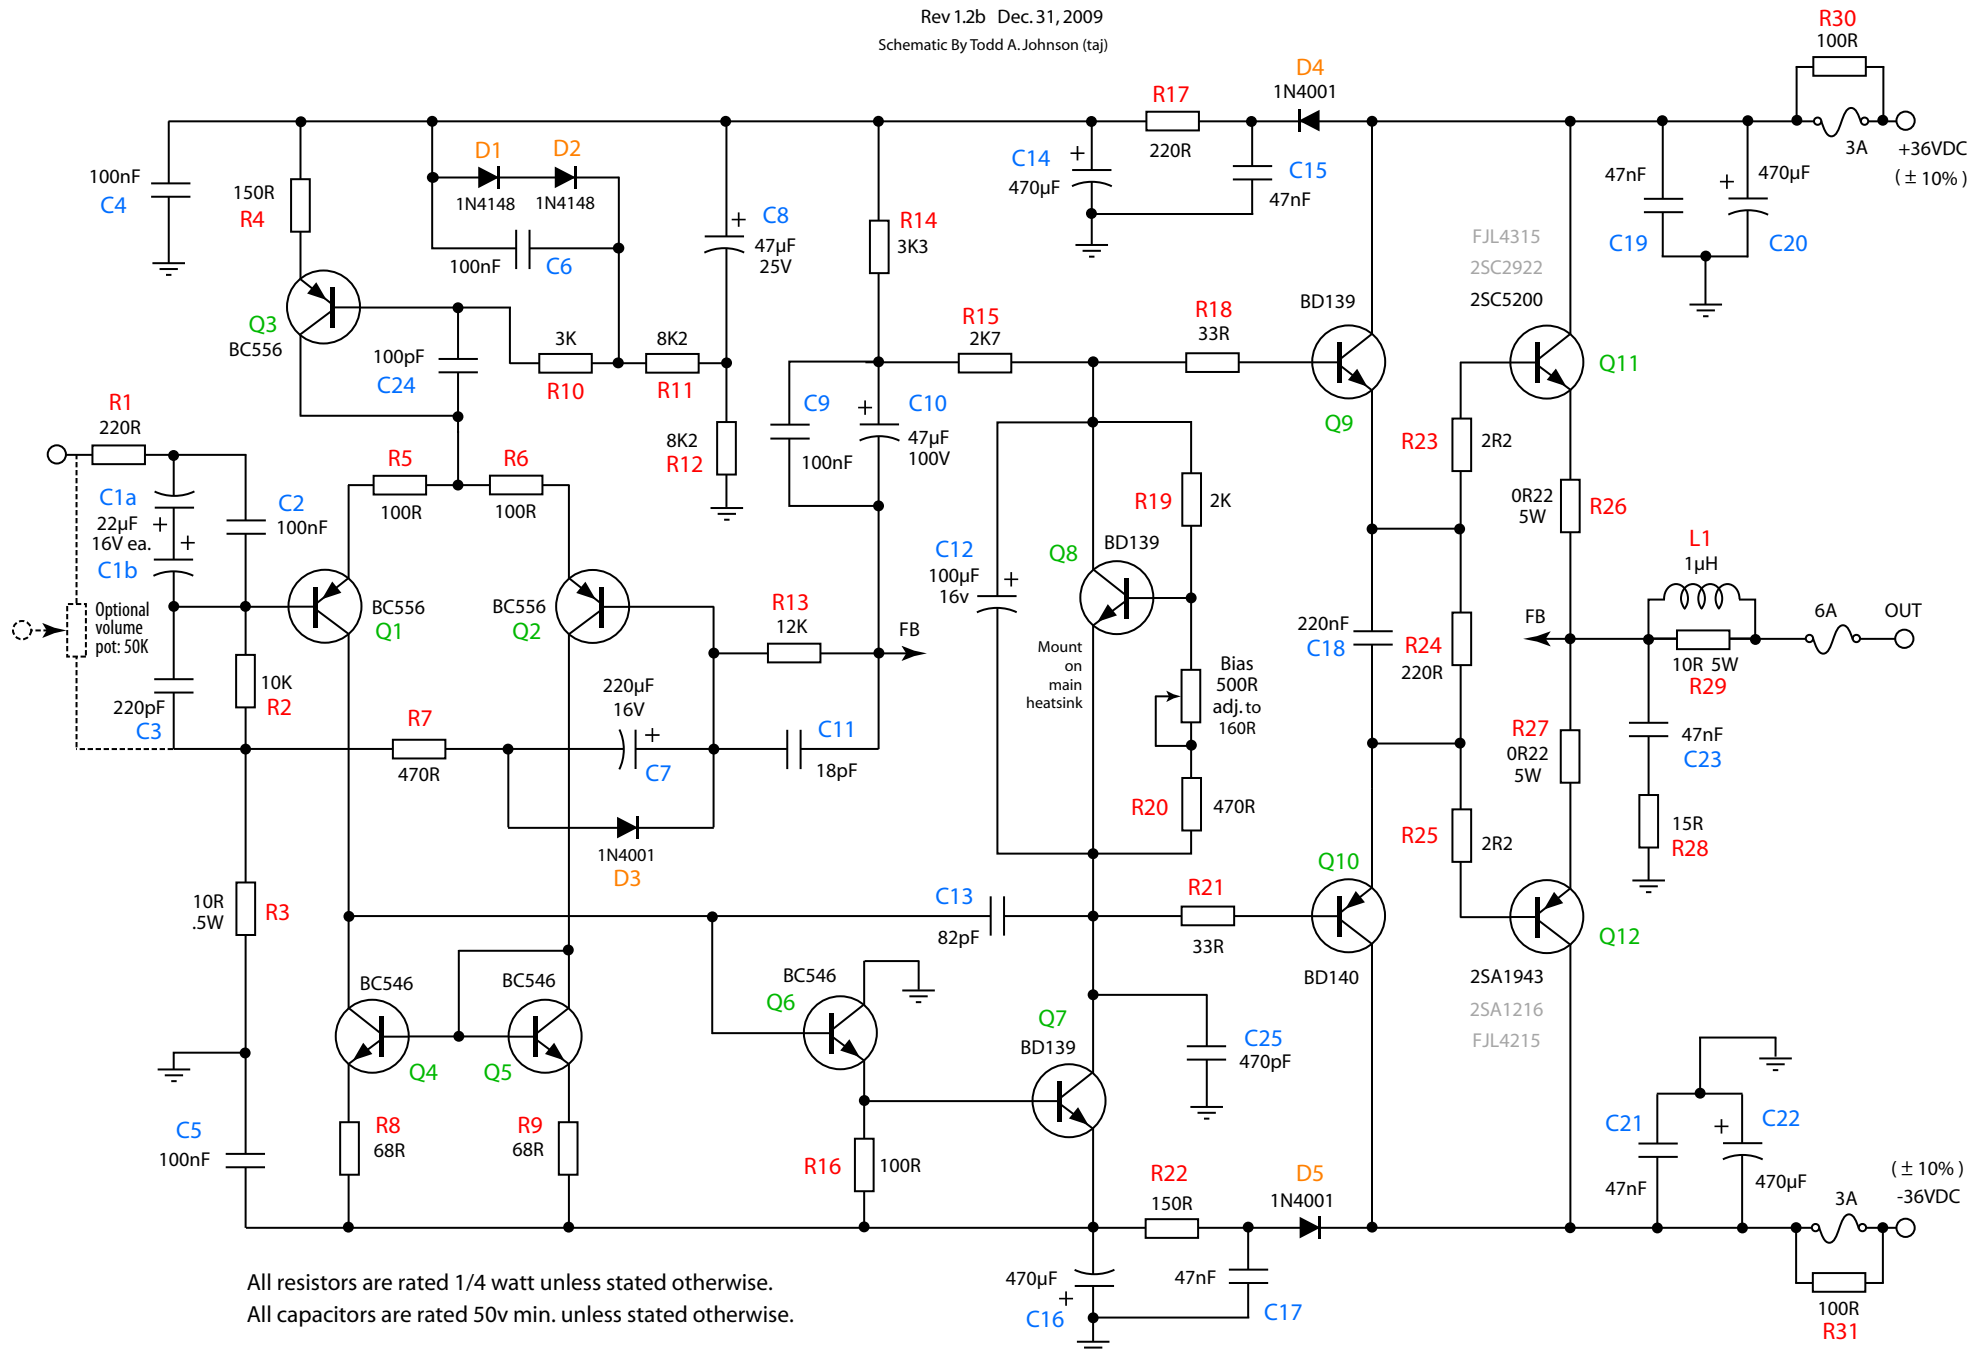 Rev 1.2b Dec. 31, 2009
Schematic By Todd A. Johnson (taj)
R30
100R
3A
+36VDC
( ± 10% )
D4
1N4001
R17
220R
C14
+
470µF
C15
47nF
47nF
C19
+
470µF
C20
100nF
C4
150R
R4
D1
1N4148
D2
1N4148
100nF
C6
+
C8
47µF
25V
R14
3K3
FJL4315
2SC2922
2SC5200
Q11
BD139
Q9
Q3
BC556
100pF
C24
3K
R10
8K2
R11
8K2
R12
R15
2K7
R18
33R
C9
100nF
+
C10
47µF
100V
R1
220R
C1a
22µF
16V ea.
+
+
C1b
C2
100nF
R5
100R
R6
100R
R23
2R2
0R22
5W
R26
R19
2K
Q8
BD139
C12
100µF
16v
+
Mount
on
main
heatsink
Optional
volume
pot: 50K
BC556
Q1
BC556
Q2
R13
12K
FB
220nF
C18
R24
220R
FB
L1
1µH
10R 5W
R29
6A
OUT
10K
R2
220pF
C3
R7
470R
220µF
16V
+
C7
C11
18pF
Bias
500R
adj. to
160R
R27
0R22
5W
47nF
C23
15R
R28
1N4001
D3
R20
470R
R25
2R2
10R
.5W
R3
C13
82pF
R21
33R
Q10
BD140
Q12
2SA1943
2SA1216
FJL4215
BC546
Q4
BC546
Q5
BC546
Q6
Q7
BD139
C25
470pF
C5
100nF
R8
68R
R9
68R
R16
100R
R22
150R
D5
1N4001
C21
47nF
+
C22
470µF
( ± 10% )
-36VDC
3A
100R
R31
470µF
+
C16
47nF
C17
All resistors are rated 1/4 watt unless stated otherwise.
All capacitors are rated 50v min. unless stated otherwise.